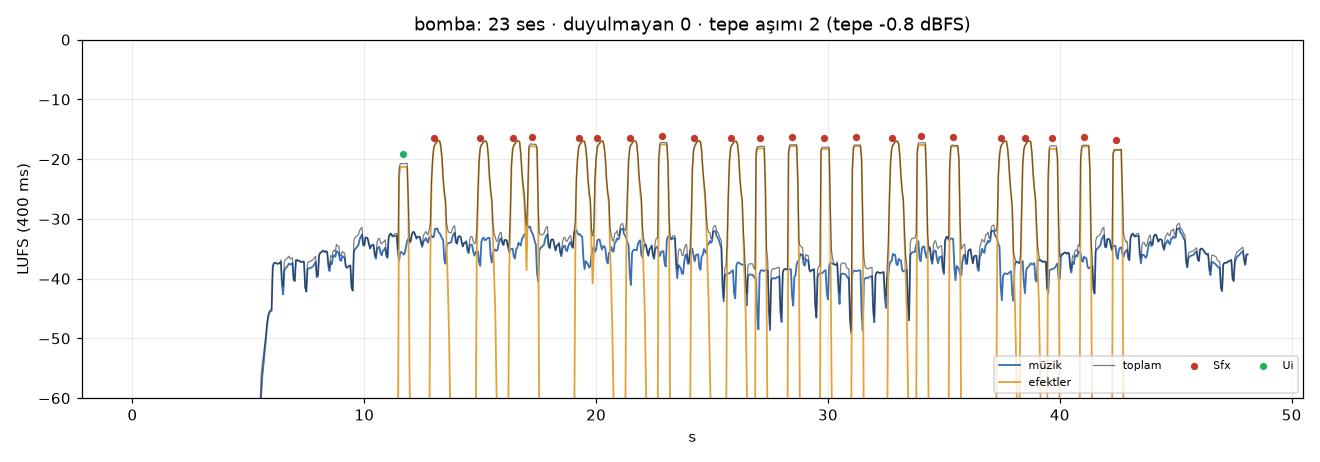 bomba: 23 ses · duyulmayan 0 · tepe aşımı 2 (tepe -0.8 dBFS)
LUFS (400 ms)
0
−10
−20
−30
−40
−50
−60
0 10 20 30 40 50
s
müzik toplam Sfx Ui
efektler